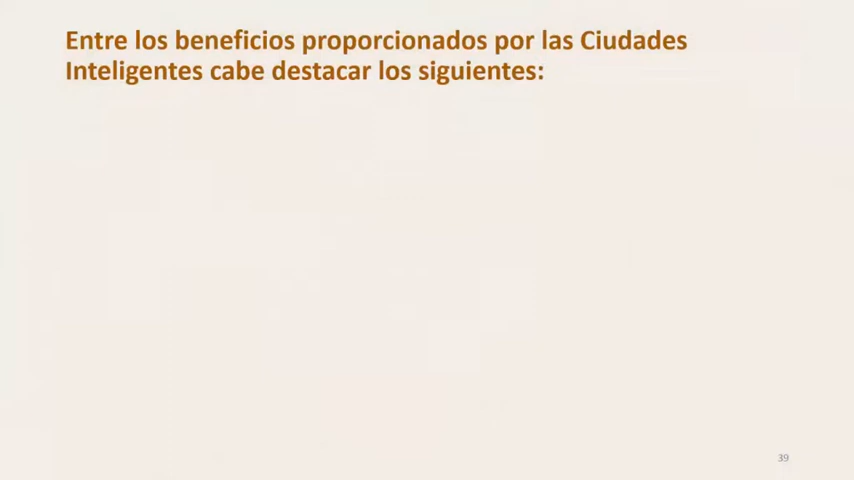 Entre los beneficios proporcionados por las Ciudades
Inteligentes cabe destacar los siguientes:
39